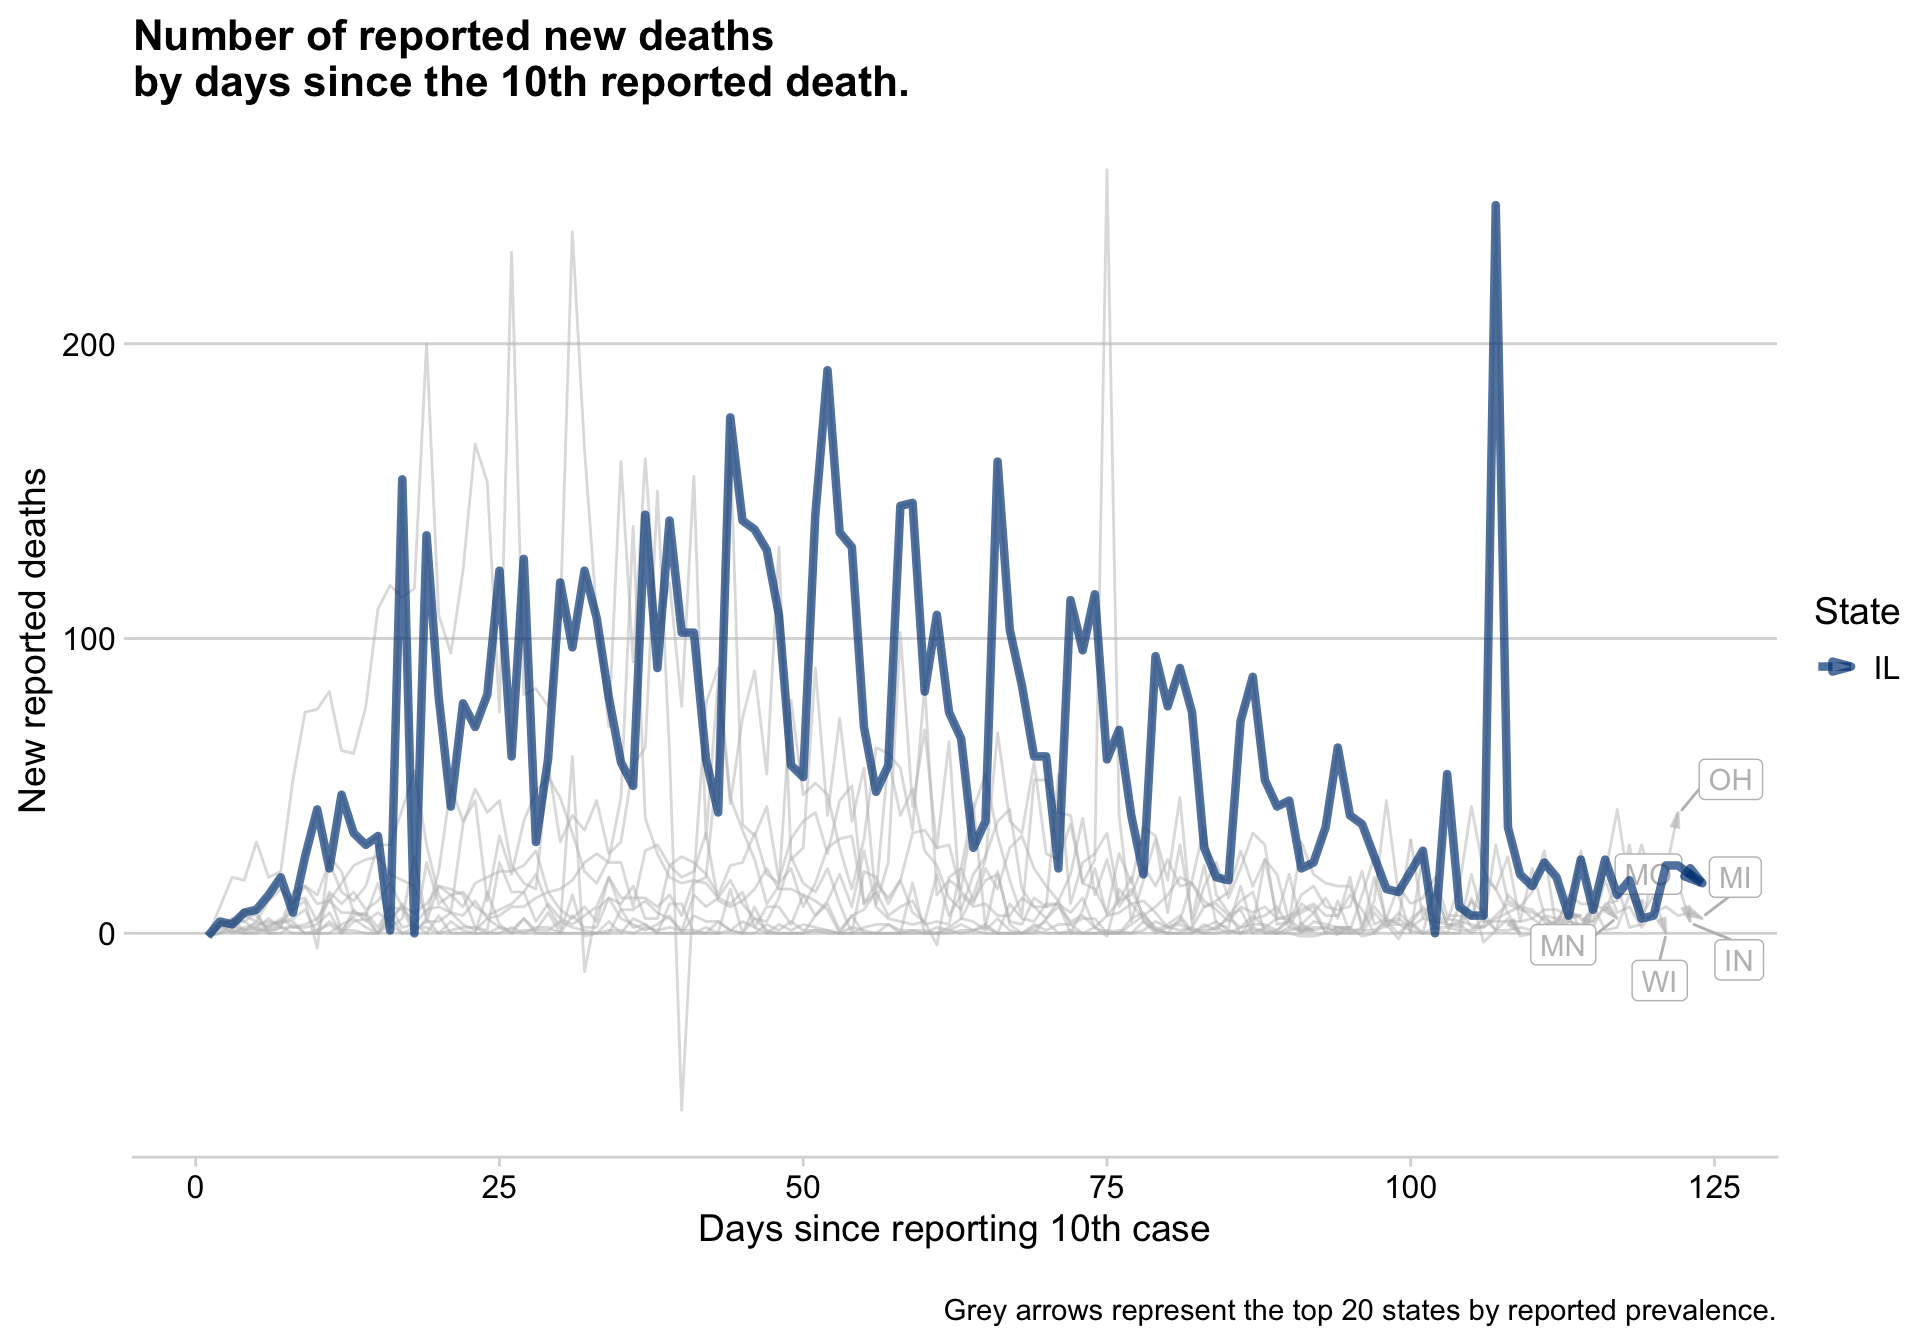 Number of reported new deaths
by days since the 10th reported death.
New reported deaths
200
100
0
OH
MO
MI
MN
WI
IN
State
IL
0 25 50 75 100 125
Days since reporting 10th case
Grey arrows represent the top 20 states by reported prevalence.